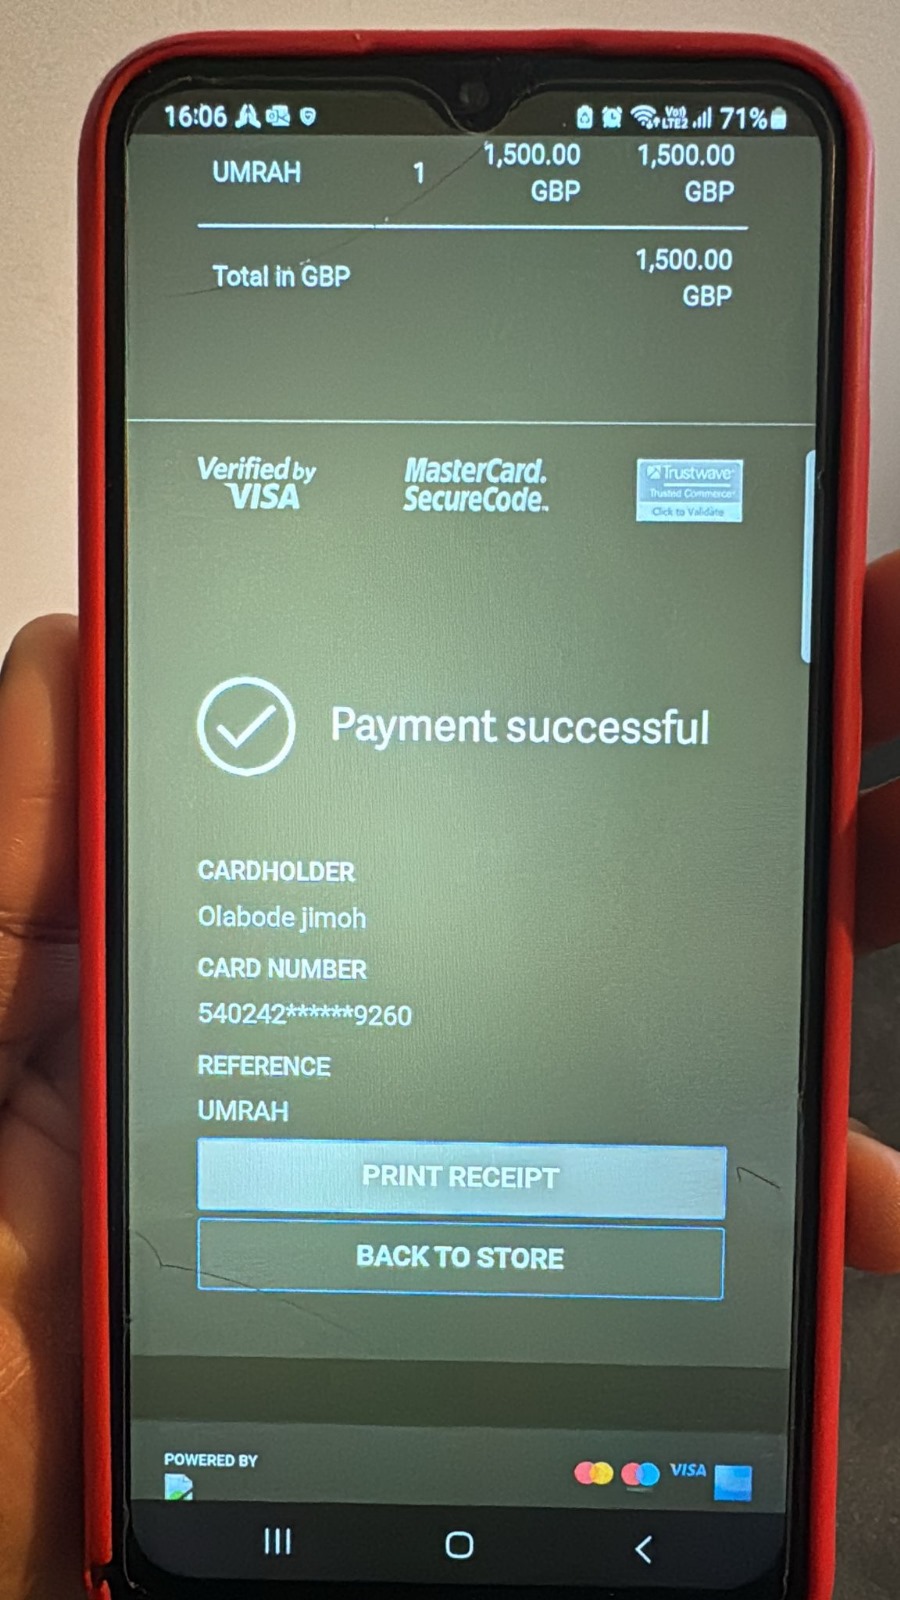 16:06 71%
UMRAH 1 1,500.00 GBP 1,500.00 GBP
Total in GBP 1,500.00 GBP
Verified by VISA
MasterCard. SecureCode.
Trustwave
Trusted Commerce
Click to Validate
Payment successful
CARDHOLDER
Olabode jimoh
CARD NUMBER
540242******9260
REFERENCE
UMRAH
PRINT RECEIPT
BACK TO STORE
POWERED BY
VISA